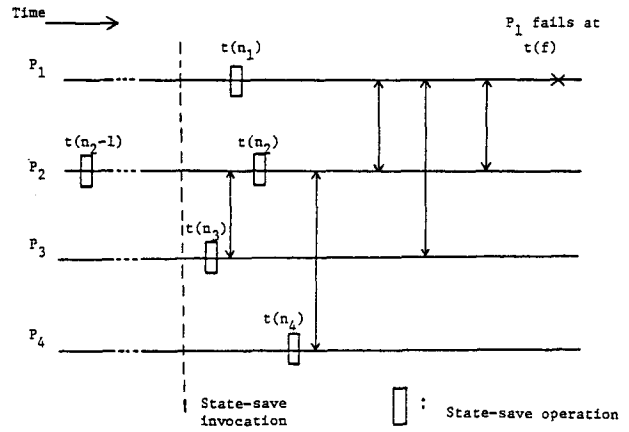 Time
P1 fails at
t(f)
P1
t(n1)
t(n2-1)
t(n2)
P2
t(n3)
P3
t(n4)
P4
State-save
invocation
:
State-save operation